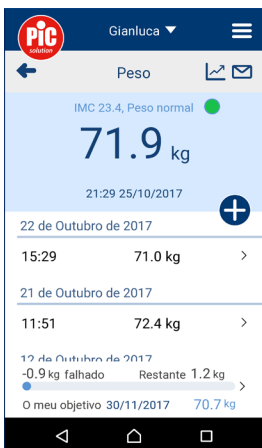 PiC
solution
Gianluca
Peso
IMC 23.4, Peso normal
71.9 kg
21:29 25/10/2017
22 de Outubro de 2017
15:29 71.0 kg
21 de Outubro de 2017
11:51 72.4 kg
12 de Outubro de 2017
-0.9 kg falhado Restante 1.2 kg
O meu objetivo 30/11/2017 70.7 kg